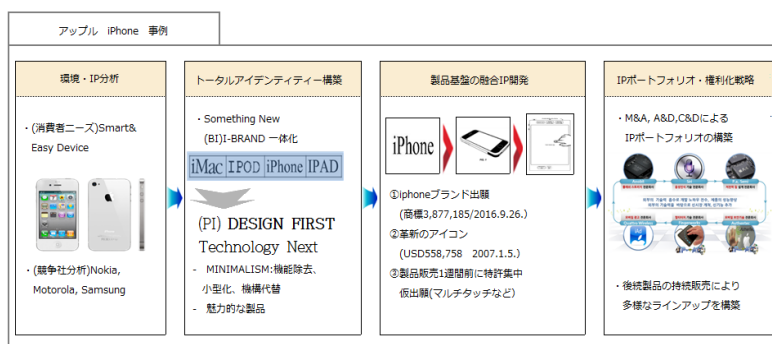 アップル iPhone 事例
環境・IP分析
・(消費者ニーズ)Smart&
Easy Device
・(競争社分析)Nokia,
Motorola, Samsung
トータルアイデンティティー構築
・Something New
(BI)I-BRAND 一体化
iMac IPOD iPhone IPAD
(PI) DESIGN FIRST
Technology Next
- MINIMALISM:機能除去、
小型化、機構代替
- 魅力的な製品
製品基盤の融合IP開発
iPhone
①iphoneブランド出願
(商標3,877,185/2016.9.26.)
②革新のアイコン
(USD558,758 2007.1.5.)
③製品販売1週間前に特許集中
仮出願(マルチタッチなど)
IPポートフォリオ・権利化戦略
・M&A, A&D,C&Dによる
IPポートフォリオの構築
・後続製品の持続販売により
多様なラインアップを構築